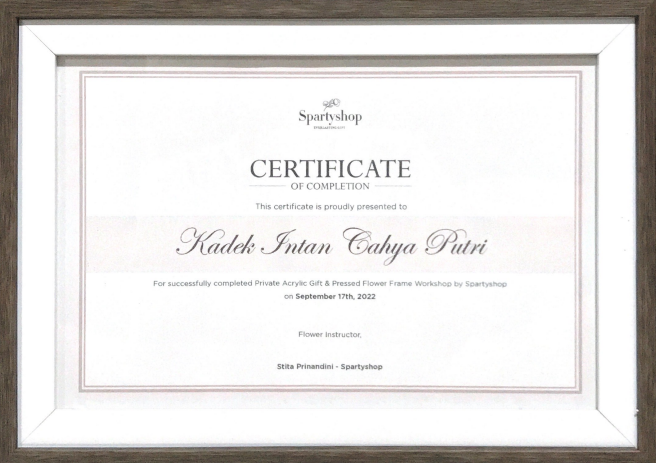 Spartyshop
CERTIFICATE
OF COMPLETION
This certificate is proudly presented to
Kadek Intan Cahya Putri
For successfully completed Private Acrylic Gift & Pressed Flower Frame Workshop by Spartyshop
on September 17th, 2022
Flower Instructor,
Stita Prinandini - Spartyshop